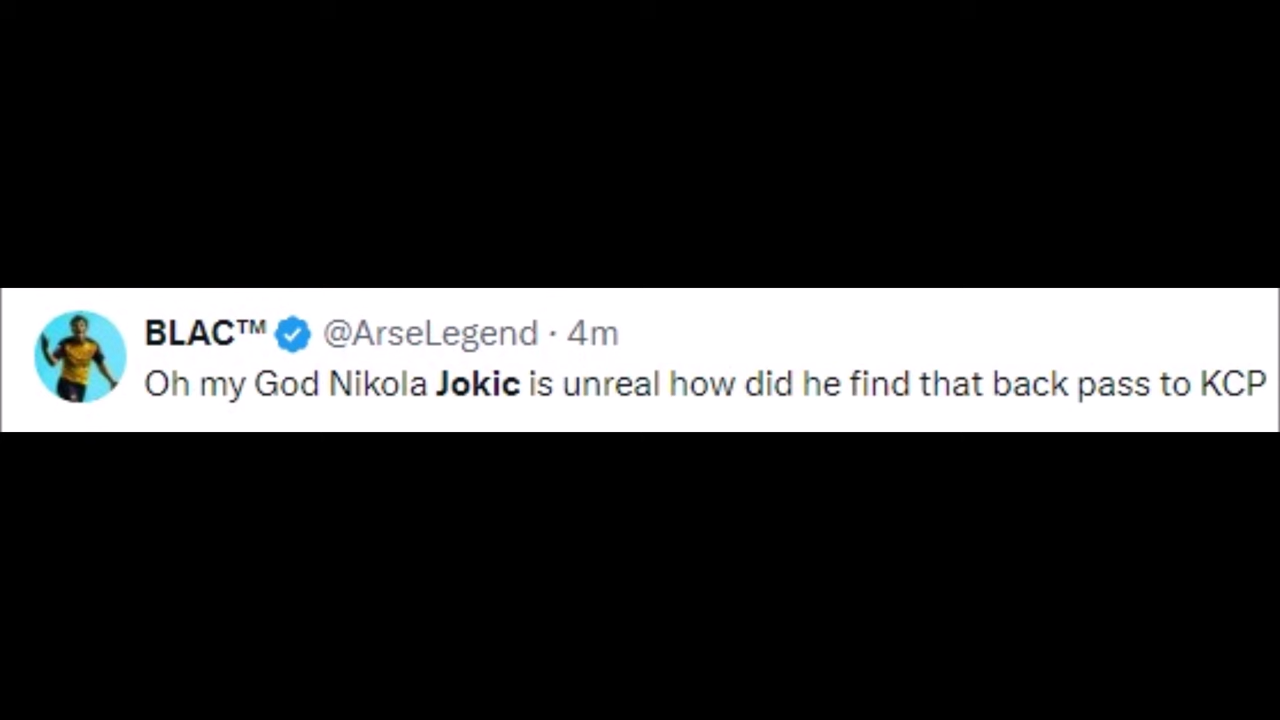 BLAC™ @ArseLegend · 4m
Oh my God Nikola Jokic is unreal how did he find that back pass to KCP